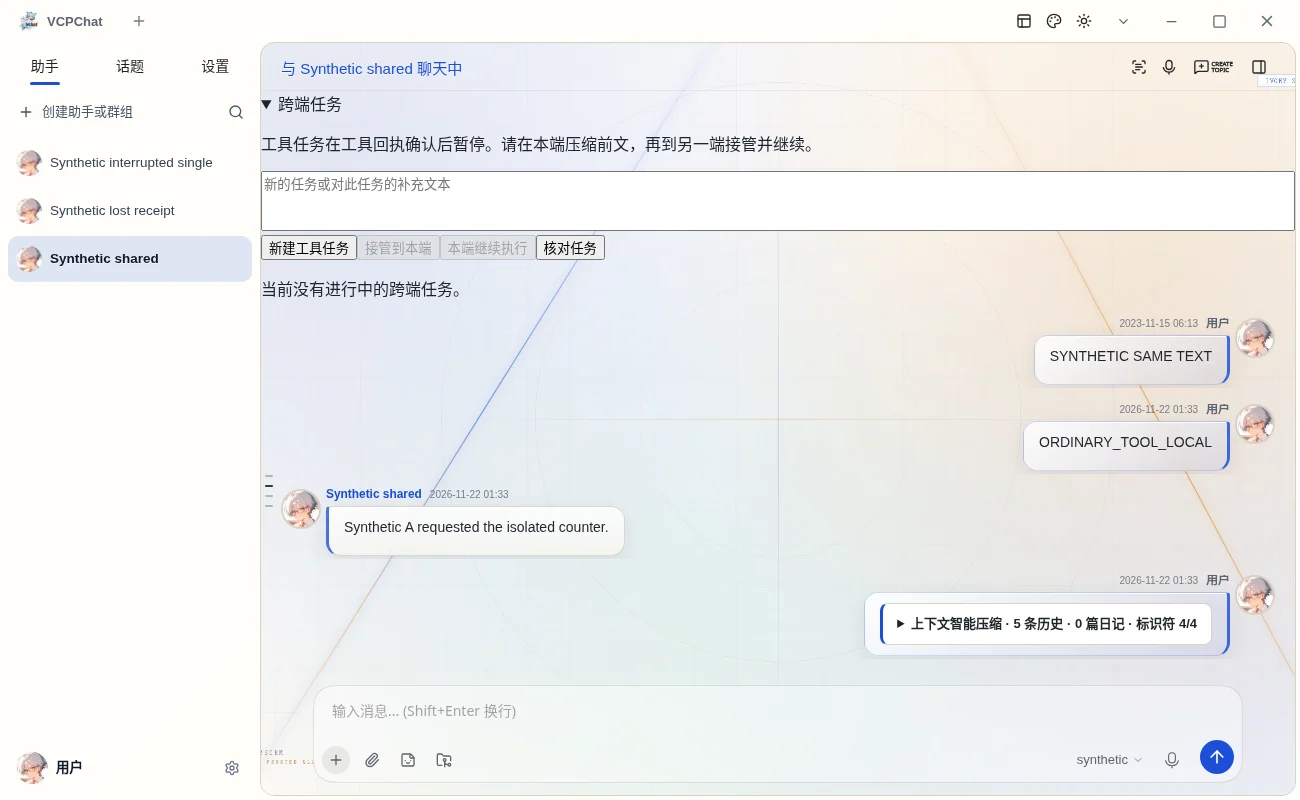 VCPChat
助手
话题
设置
创建助手或群组
Synthetic interrupted single
Synthetic lost receipt
Synthetic shared
用户
与 Synthetic shared 聊天中
CREATE
TOPIC
▼ 跨端任务
工具任务在工具回执确认后暂停。请在本端压缩前文，再到另一端接管并继续。
新的任务或对此任务的补充文本
新建工具任务 接管到本端 本端继续执行 核对任务
当前没有进行中的跨端任务。
2023-11-15 06:13 用户
SYNTHETIC SAME TEXT
2026-11-22 01:33 用户
ORDINARY_TOOL_LOCAL
Synthetic shared 2026-11-22 01:33
Synthetic A requested the isolated counter.
2026-11-22 01:33 用户
▶ 上下文智能压缩 · 5 条历史 · 0 篇日记 · 标识符 4/4
输入消息... (Shift+Enter 换行)
synthetic